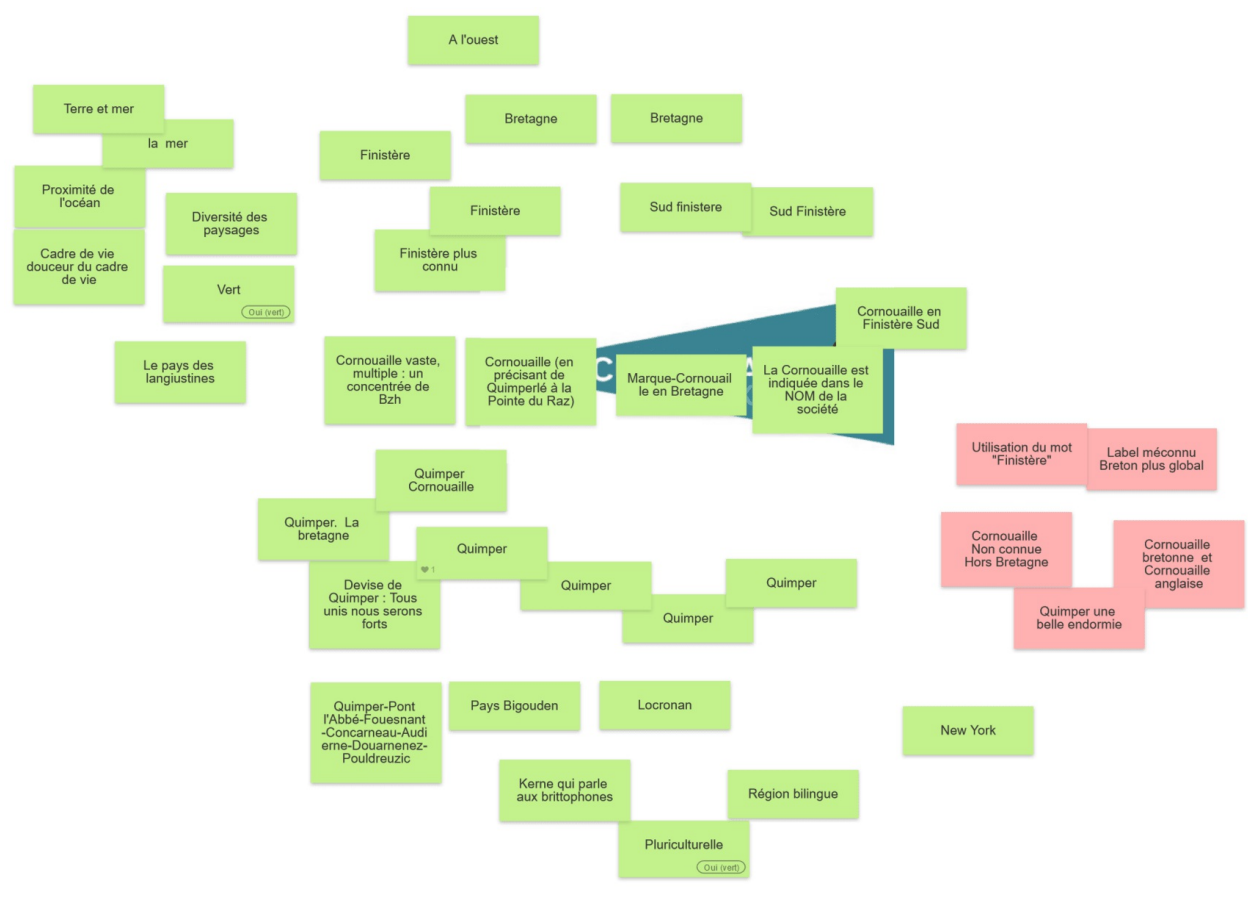 A l'ouest
Terre et mer
la mer
Proximité de
l'océan
Cadre de vie
douceur du cadre
de vie
Diversité des
paysages
Vert
Oui (vert)
Le pays des
langiustines
Bretagne
Bretagne
Finistère
Finistère
Finistère plus
connu
Sud finistere
Sud Finistère
Cornouaille en
Finistère Sud
Cornouaille vaste,
multiple : un
concentrée de
Bzh
Cornouaille (en
précisant de
Quimperlé à la
Pointe du Raz)
C
Marque-Cornouail
le en Bretagne
La Cornouaille est
indiquée dans le
NOM de la
société
Utilisation du mot
"Finistère"
Label méconnu
Breton plus global
Cornouaille
Non connue
Hors Bretagne
Cornouaille
bretonne et
Cornouaille
anglaise
Quimper une
belle endormie
Quimper
Cornouaille
Quimper. La
bretagne
Quimper
1
Devise de
Quimper : Tous
unis nous serons
forts
Quimper
Quimper
Quimper
Quimper-Pont
l'Abbé-Fouesnant
-Concarneau-Audi
erne-Douarnenez-
Pouldreuzic
Pays Bigouden
Locronan
New York
Kerne qui parle
aux brittophones
Région bilingue
Pluriculturelle
Oui (vert)